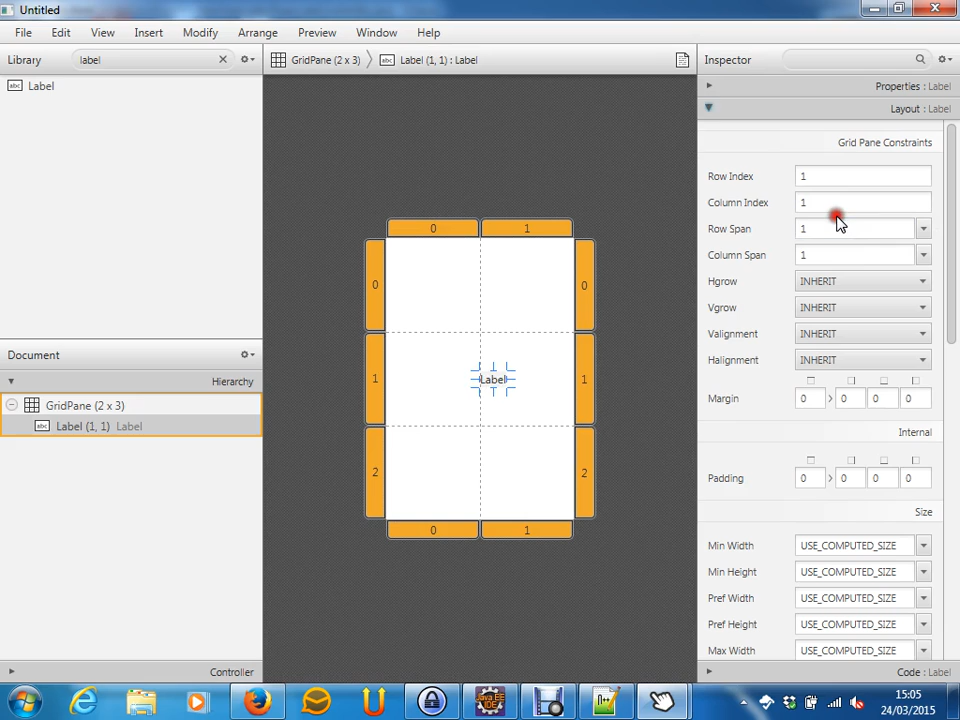 Untitled
File Edit View Insert Modify Arrange Preview Window Help
Library label
GridPane (2 x 3) Label (1, 1) : Label
Inspector
abc Label
Properties : Label
Layout : Label
Grid Pane Constraints
Row Index 1
Column Index 1
Row Span 1
Column Span 1
Hgrow INHERIT
Vgrow INHERIT
Valignment INHERIT
Halignment INHERIT
Margin 0 0 0 0
Internal
Padding 0 0 0 0
Size
Min Width USE_COMPUTED_SIZE
Min Height USE_COMPUTED_SIZE
Pref Width USE_COMPUTED_SIZE
Pref Height USE_COMPUTED_SIZE
Max Width USE_COMPUTED_SIZE
Code : Label
0 1
0 0
1 Label 1
2 2
0 1
Document
Hierarchy
GridPane (2 x 3)
abc Label (1, 1) Label
Controller
Java EE
IDE
15:05
24/03/2015